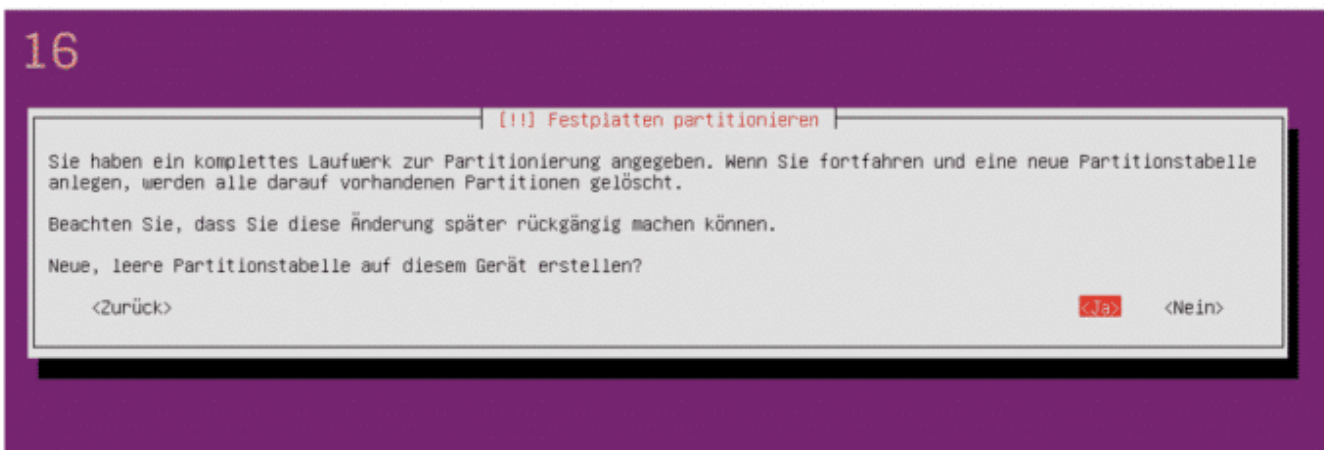 16
[!!] Festplatten partitionieren
Sie haben ein komplettes Laufwerk zur Partitionierung angegeben. Wenn Sie fortfahren und eine neue Partitionstabelle
anlegen, werden alle darauf vorhandenen Partitionen gelöscht.
Beachten Sie, dass Sie diese Änderung später rückgängig machen können.
Neue, leere Partitionstabelle auf diesem Gerät erstellen?
<Zurück> <Ja> <Nein>